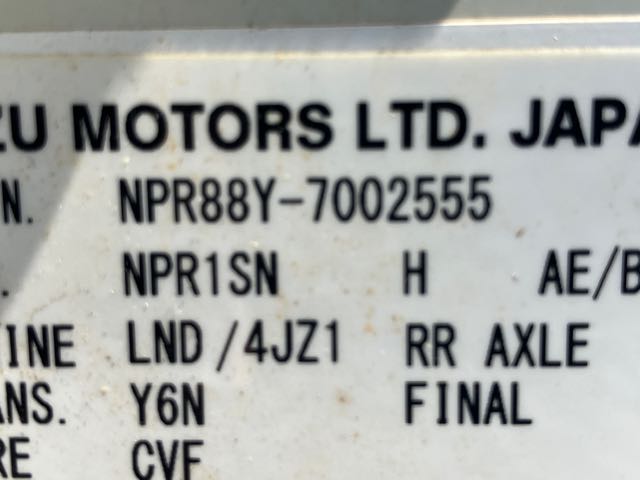 ZU MOTORS LTD. JAPA
N. NPR88Y-7002555
. NPR1SN H AE/B
INE LND /4JZ1 RR AXLE
ANS. Y6N FINAL
RE CVF